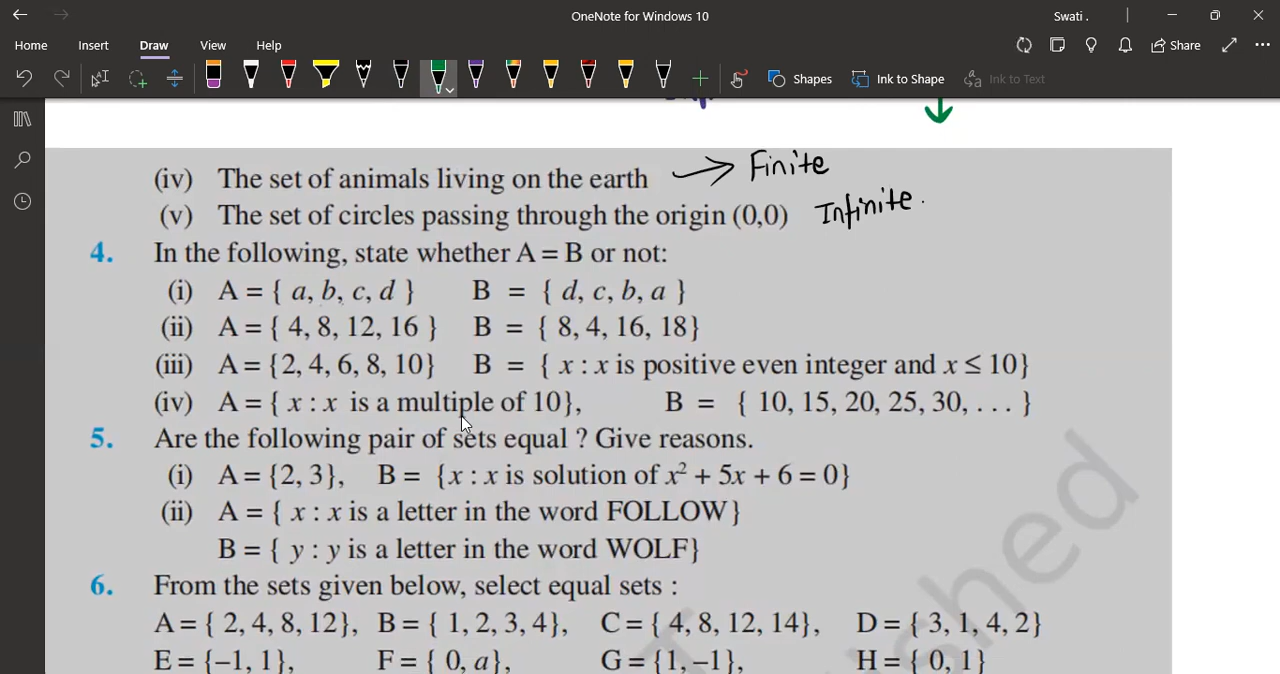 OneNote for Windows 10
Swati .
Home Insert Draw View Help
Share
Shapes Ink to Shape Ink to Text
(iv) The set of animals living on the earth → Finite
(v) The set of circles passing through the origin (0,0) Infinite.
4. In the following, state whether A = B or not:
(i) A = { a, b, c, d } B = { d, c, b, a }
(ii) A = { 4, 8, 12, 16 } B = { 8, 4, 16, 18}
(iii) A = {2, 4, 6, 8, 10} B = { x : x is positive even integer and x ≤ 10}
(iv) A = { x : x is a multiple of 10}, B = { 10, 15, 20, 25, 30, . . . }
5. Are the following pair of sets equal ? Give reasons.
(i) A = {2, 3}, B = {x : x is solution of x² + 5x + 6 = 0}
(ii) A = { x : x is a letter in the word FOLLOW}
B = { y : y is a letter in the word WOLF}
6. From the sets given below, select equal sets :
A = { 2, 4, 8, 12}, B = { 1, 2, 3, 4}, C = { 4, 8, 12, 14}, D = { 3, 1, 4, 2}
E = {–1, 1}, F = { 0, a}, G = {1, –1}, H = { 0, 1}